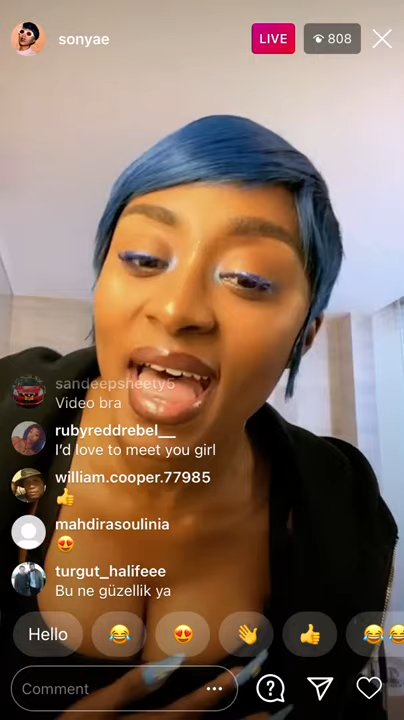 sonyae
LIVE
808
sandeepsheety5
Video bra
rubyreddrebel__
I'd love to meet you girl
william.cooper.77985
👍
mahdirasoulinia
😍
turgut_halifeee
Bu ne güzellik ya
Hello 😂 😍 👋 👍 😂😂
Comment